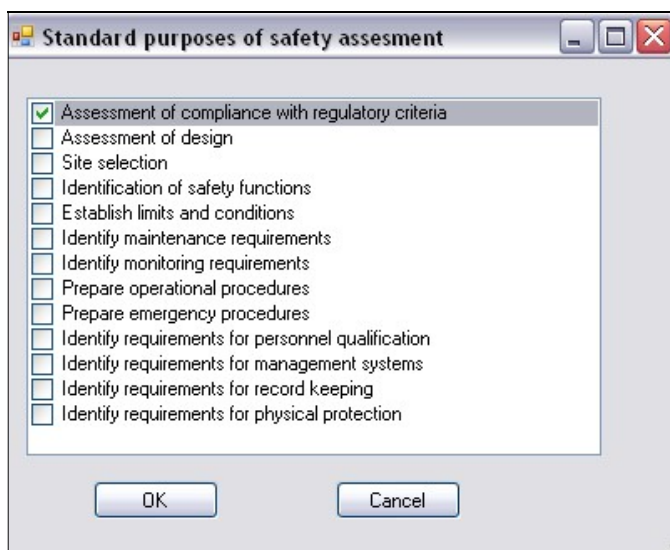 Standard purposes of safety assesment
Assessment of compliance with regulatory criteria
Assessment of design
Site selection
Identification of safety functions
Establish limits and conditions
Identify maintenance requirements
Identify monitoring requirements
Prepare operational procedures
Prepare emergency procedures
Identify requirements for personnel qualification
Identify requirements for management systems
Identify requirements for record keeping
Identify requirements for physical protection
OK Cancel